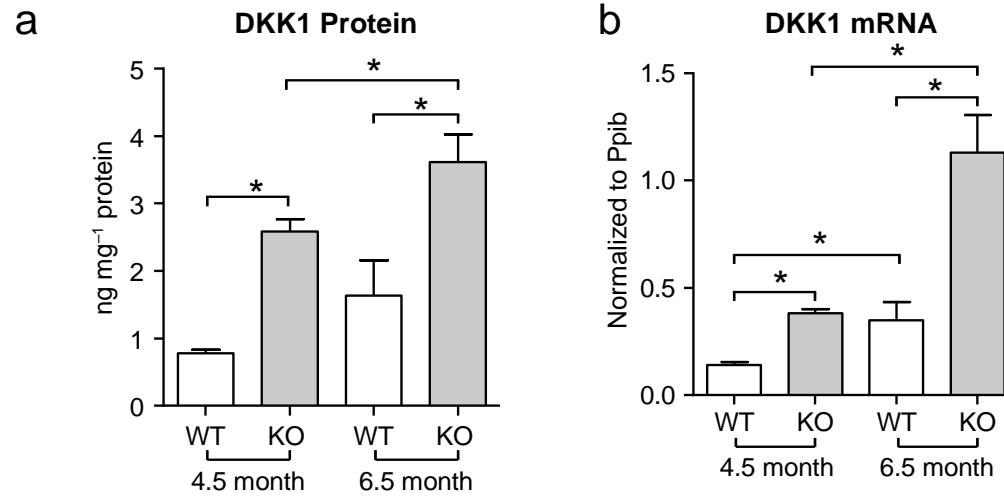 a
DKK1 Protein
ng mg⁻¹ protein
5
4
3
2
1
0
*
*
*
WT KO WT KO
4.5 month 6.5 month
b
DKK1 mRNA
Normalized to Ppib
1.5
1.0
0.5
0.0
*
*
*
*
WT KO WT KO
4.5 month 6.5 month